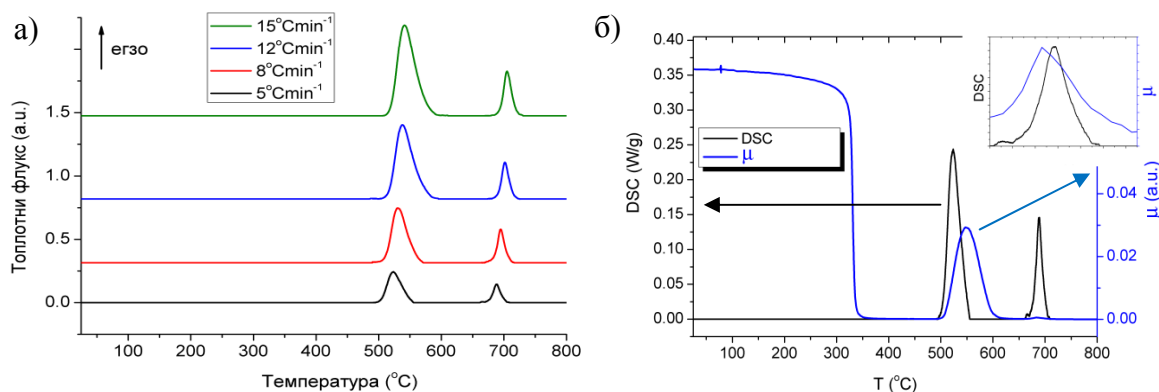 а)
егзо
15°Cmin⁻¹
12°Cmin⁻¹
8°Cmin⁻¹
5°Cmin⁻¹
Топлотни флукс (a.u.)
1.5
1.0
0.5
0.0
100 200 300 400 500 600 700 800
Температура (°C)
б)
DSC
μ
DSC (W/g)
0.40
0.35
0.30
0.25
0.20
0.15
0.10
0.05
0.00
DSC
μ
μ (a.u.)
0.04
0.02
0.00
100 200 300 400 500 600 700 800
T (°C)